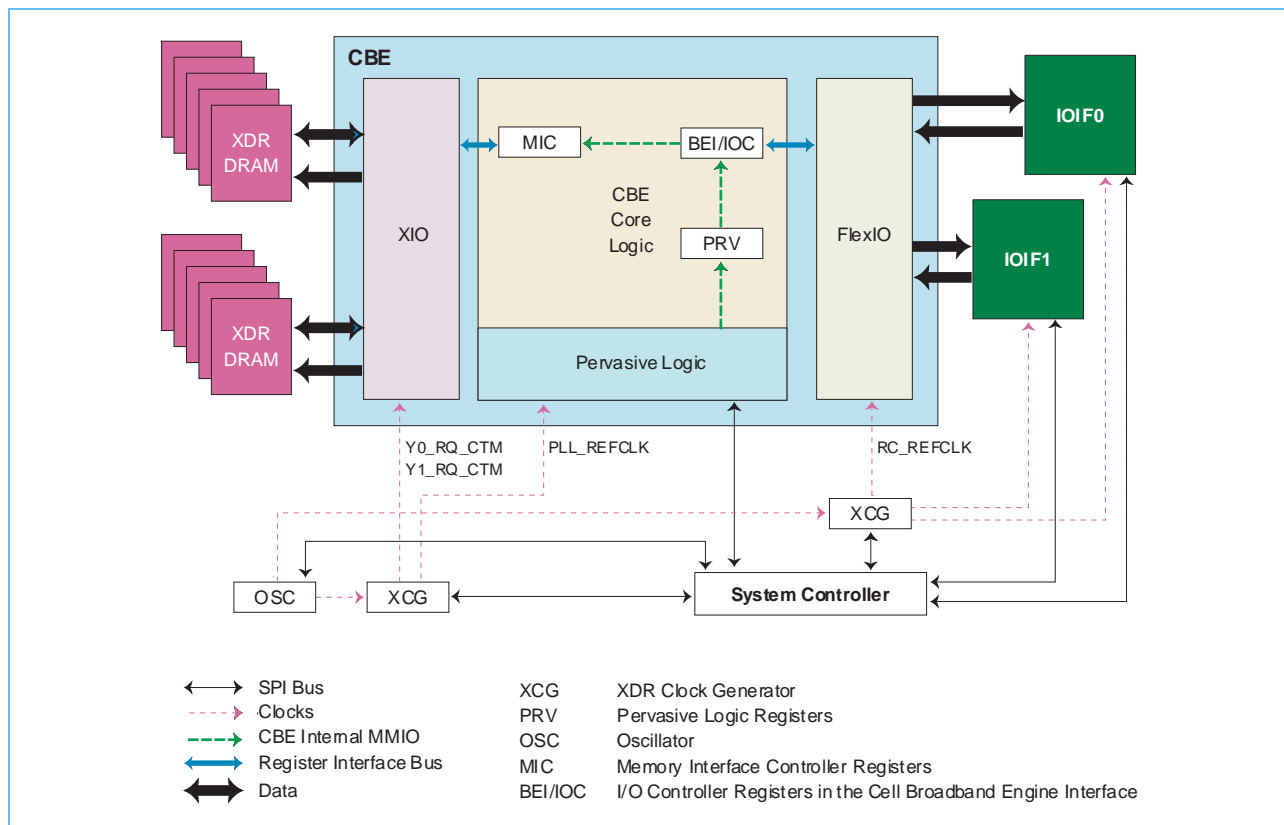 CBE
XDR
DRAM
XDR
DRAM
XIO
MIC
BEI/IOC
CBE
Core
Logic
PRV
Pervasive Logic
FlexIO
IOIF0
IOIF1
Y0_RQ_CTM
Y1_RQ_CTM
PLL_REFCLK
RC_REFCLK
XCG
OSC
XCG
System Controller
SPI Bus
Clocks
CBE Internal MMIO
Register Interface Bus
Data
XCG XDR Clock Generator
PRV Pervasive Logic Registers
OSC Oscillator
MIC Memory Interface Controller Registers
BEI/IOC I/O Controller Registers in the Cell Broadband Engine Interface